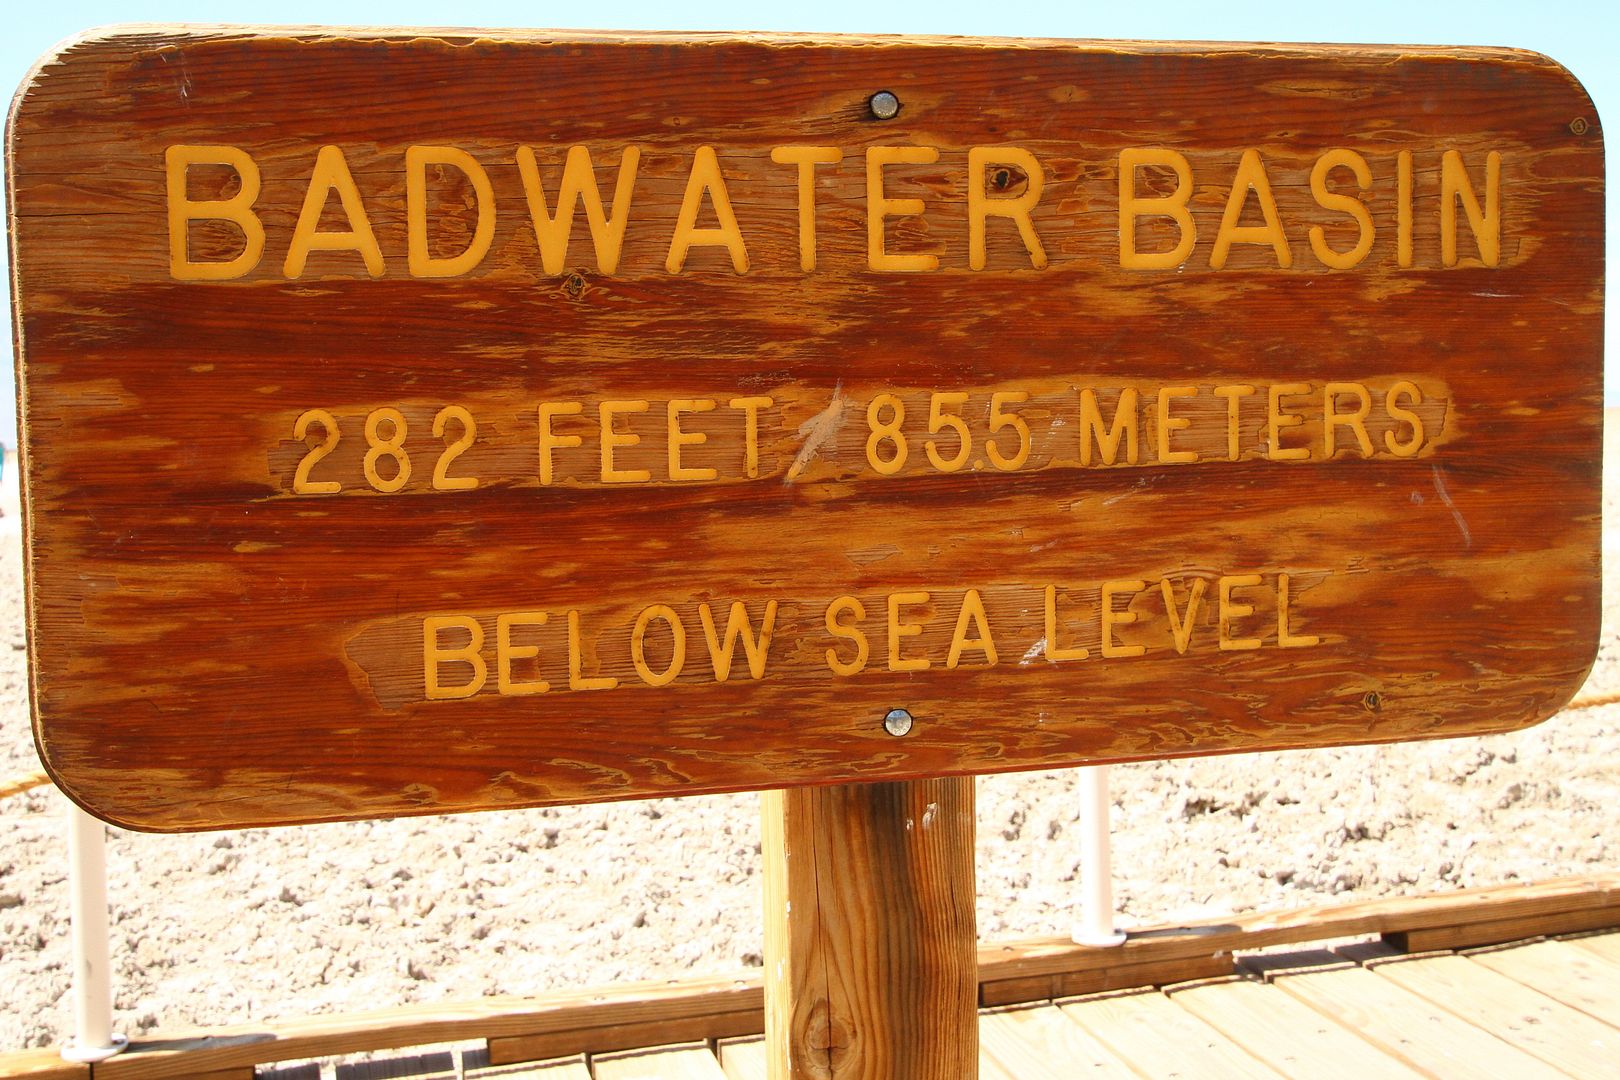 BADWATER BASIN
282 FEET / 85.5 METERS
BELOW SEA LEVEL